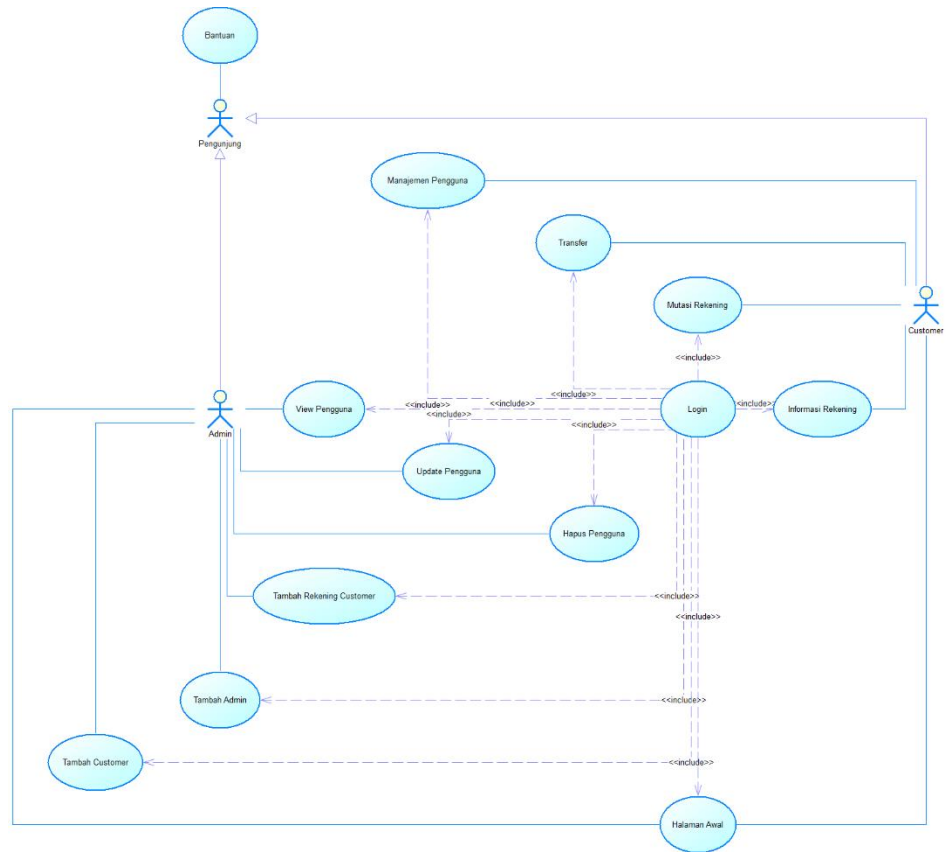 Bantuan
Pengunjung
Manajemen Pengguna
Transfer
Mutasi Rekening
Customer
<<include>>
<<include>>
<<include>>
<<include>>
<<include>>
<<include>>
<<include>>
View Pengguna
Login
Informasi Rekening
Admin
Update Pengguna
Hapus Pengguna
Tambah Rekening Customer
<<include>>
<<include>>
Tambah Admin
<<include>>
Tambah Customer
<<include>>
Halaman Awal